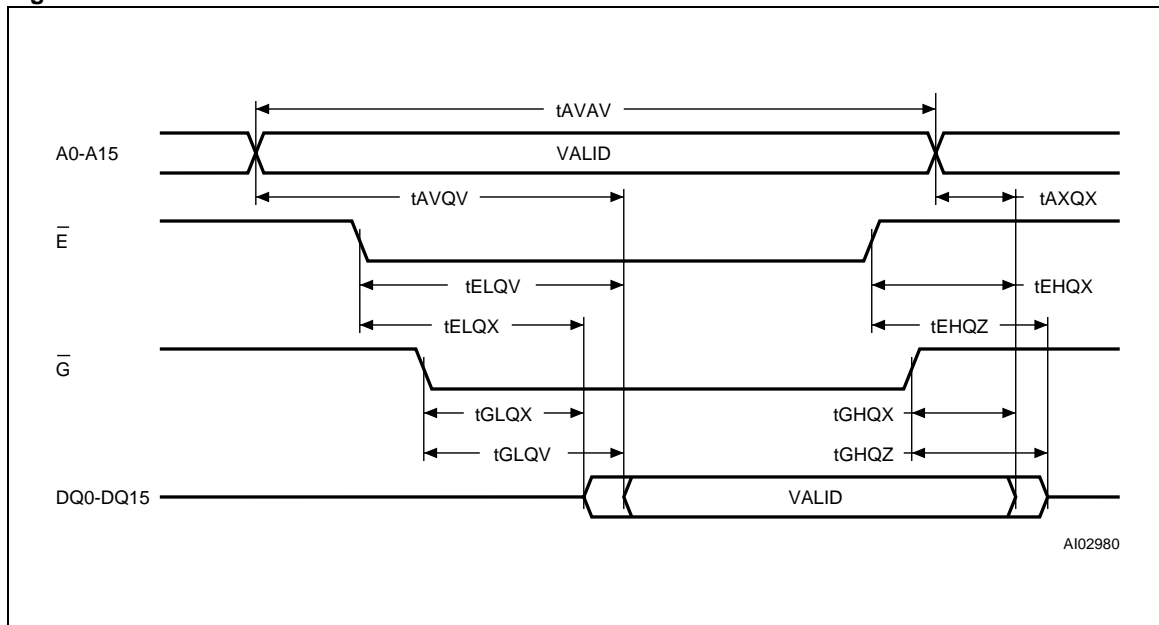 tAVAV
A0-A15
VALID
tAVQV
tAXQX
E
tELQV
tEHQX
tELQX
tEHQZ
G
tGLQX
tGHQX
tGLQV
tGHQZ
DQ0-DQ15
VALID
AI02980